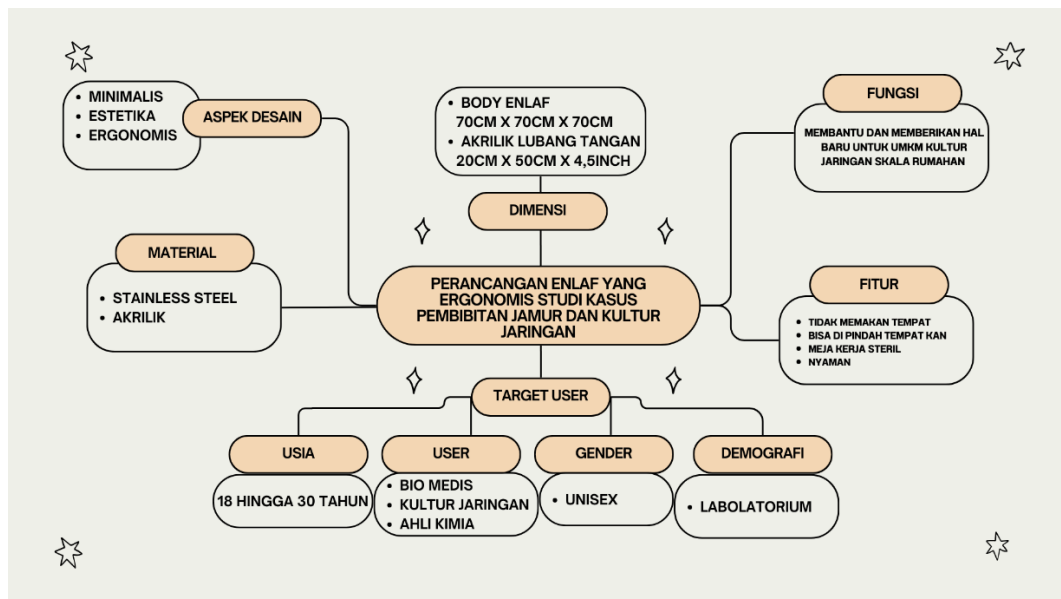 ASPEK DESAIN
• MINIMALIS
• ESTETIKA
• ERGONOMIS
• BODY ENLAF
70CM X 70CM X 70CM
• AKRILIK LUBANG TANGAN
20CM X 50CM X 4,5INCH
DIMENSI
FUNGSI
MEMBANTU DAN MEMBERIKAN HAL
BARU UNTUK UMKM KULTUR
JARINGAN SKALA RUMAHAN
MATERIAL
• STAINLESS STEEL
• AKRILIK
PERANCANGAN ENLAF YANG
ERGONOMIS STUDI KASUS
PEMBIBITAN JAMUR DAN KULTUR
JARINGAN
FITUR
• TIDAK MEMAKAN TEMPAT
• BISA DI PINDAH TEMPAT KAN
• MEJA KERJA STERIL
• NYAMAN
TARGET USER
USIA
18 HINGGA 30 TAHUN
USER
• BIO MEDIS
• KULTUR JARINGAN
• AHLI KIMIA
GENDER
• UNISEX
DEMOGRAFI
• LABOLATORIUM